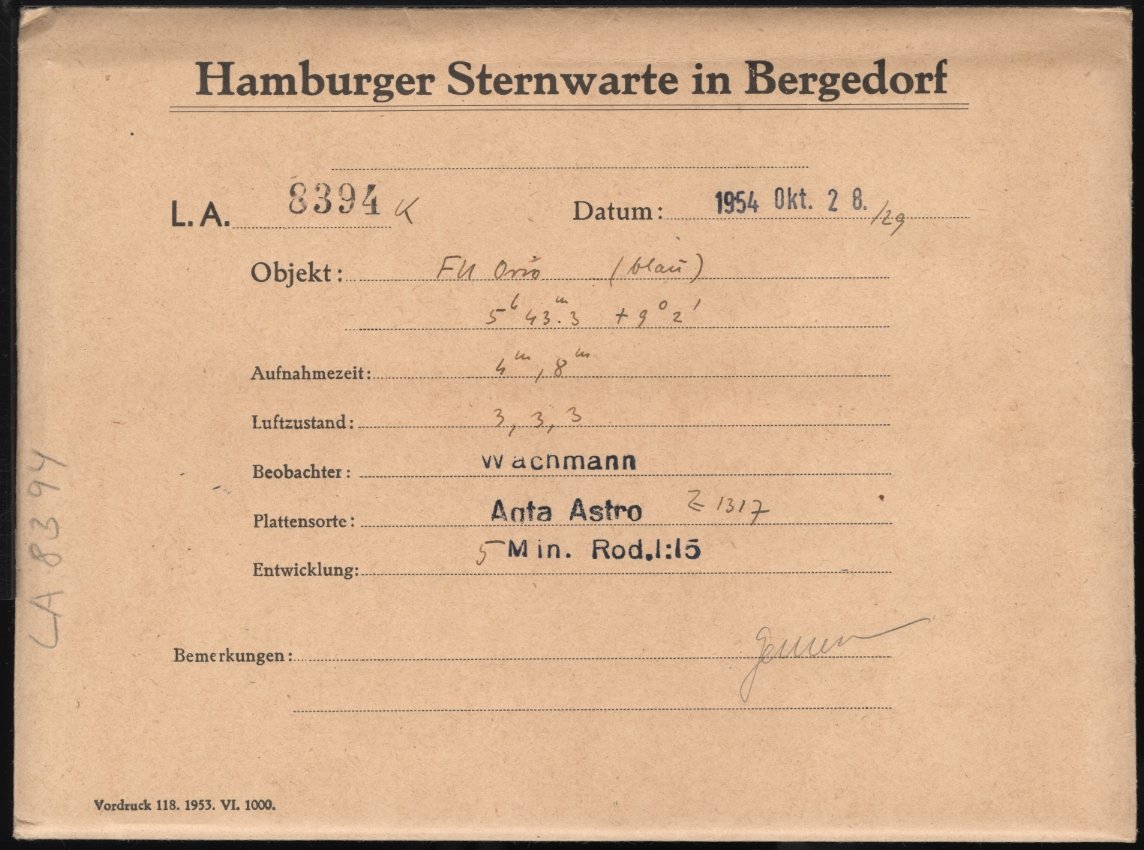 Hamburger Sternwarte in Bergedorf
L. A. 8394 K Datum: 1954 Okt. 28. /29
Objekt: FU Orio (blau)
5h 43m.3 + 9° 2'
Aufnahmezeit: 4m, 8m
Luftzustand: 3, 3, 3
Beobachter: Wachmann
Plattensorte: Agfa Astro Z 1317
5 Min. Rod. 1:15
Entwicklung:
Bemerkungen:
Vordruck 118. 1953. VI. 1000.
LA 8394